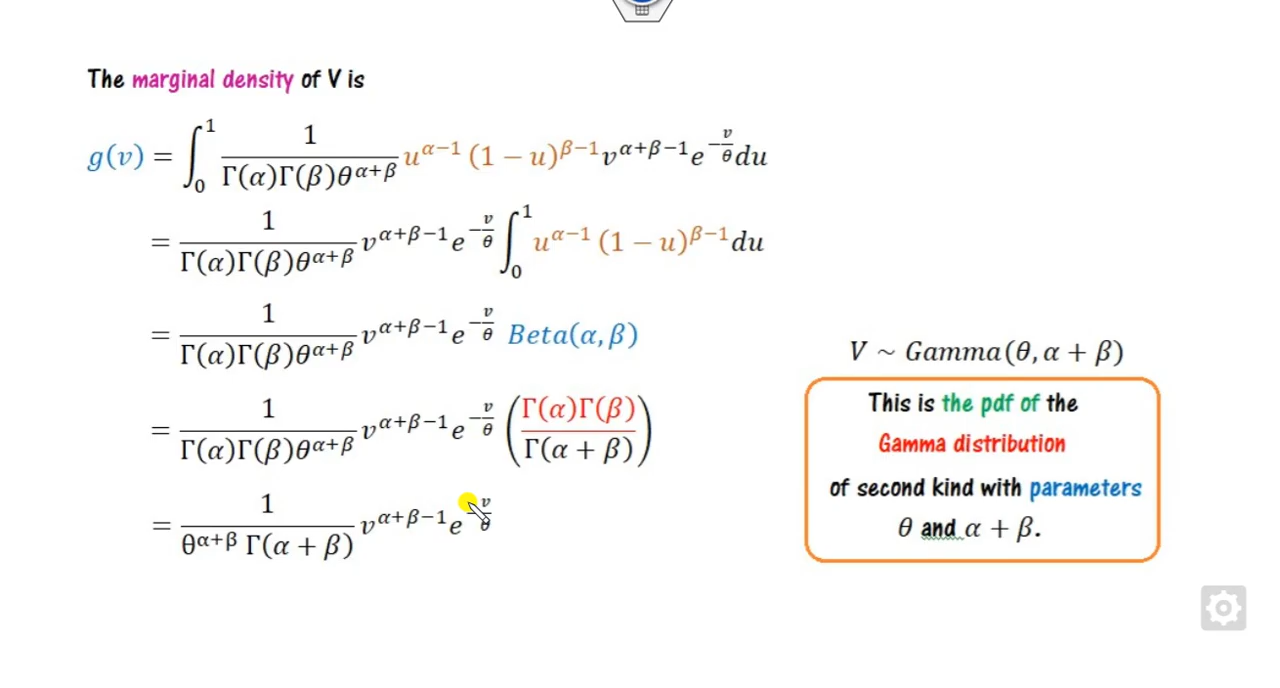 The marginal density of V is
g(v) = ∫₀¹ 1/(Γ(α)Γ(β)θ^(α+β)) u^(α−1) (1 − u)^(β−1) v^(α+β−1) e^(−v/θ) du
= 1/(Γ(α)Γ(β)θ^(α+β)) v^(α+β−1) e^(−v/θ) ∫₀¹ u^(α−1) (1 − u)^(β−1) du
= 1/(Γ(α)Γ(β)θ^(α+β)) v^(α+β−1) e^(−v/θ) Beta(α, β)
= 1/(Γ(α)Γ(β)θ^(α+β)) v^(α+β−1) e^(−v/θ) (Γ(α)Γ(β)/Γ(α + β))
= 1/(θ^(α+β) Γ(α + β)) v^(α+β−1) e^(−v/θ)
V ~ Gamma(θ, α + β)
This is the pdf of the
Gamma distribution
of second kind with parameters
θ and α + β.